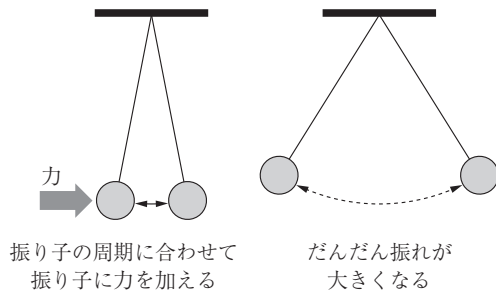 力
振り子の周期に合わせて
振り子に力を加える
だんだん振れが
大きくなる